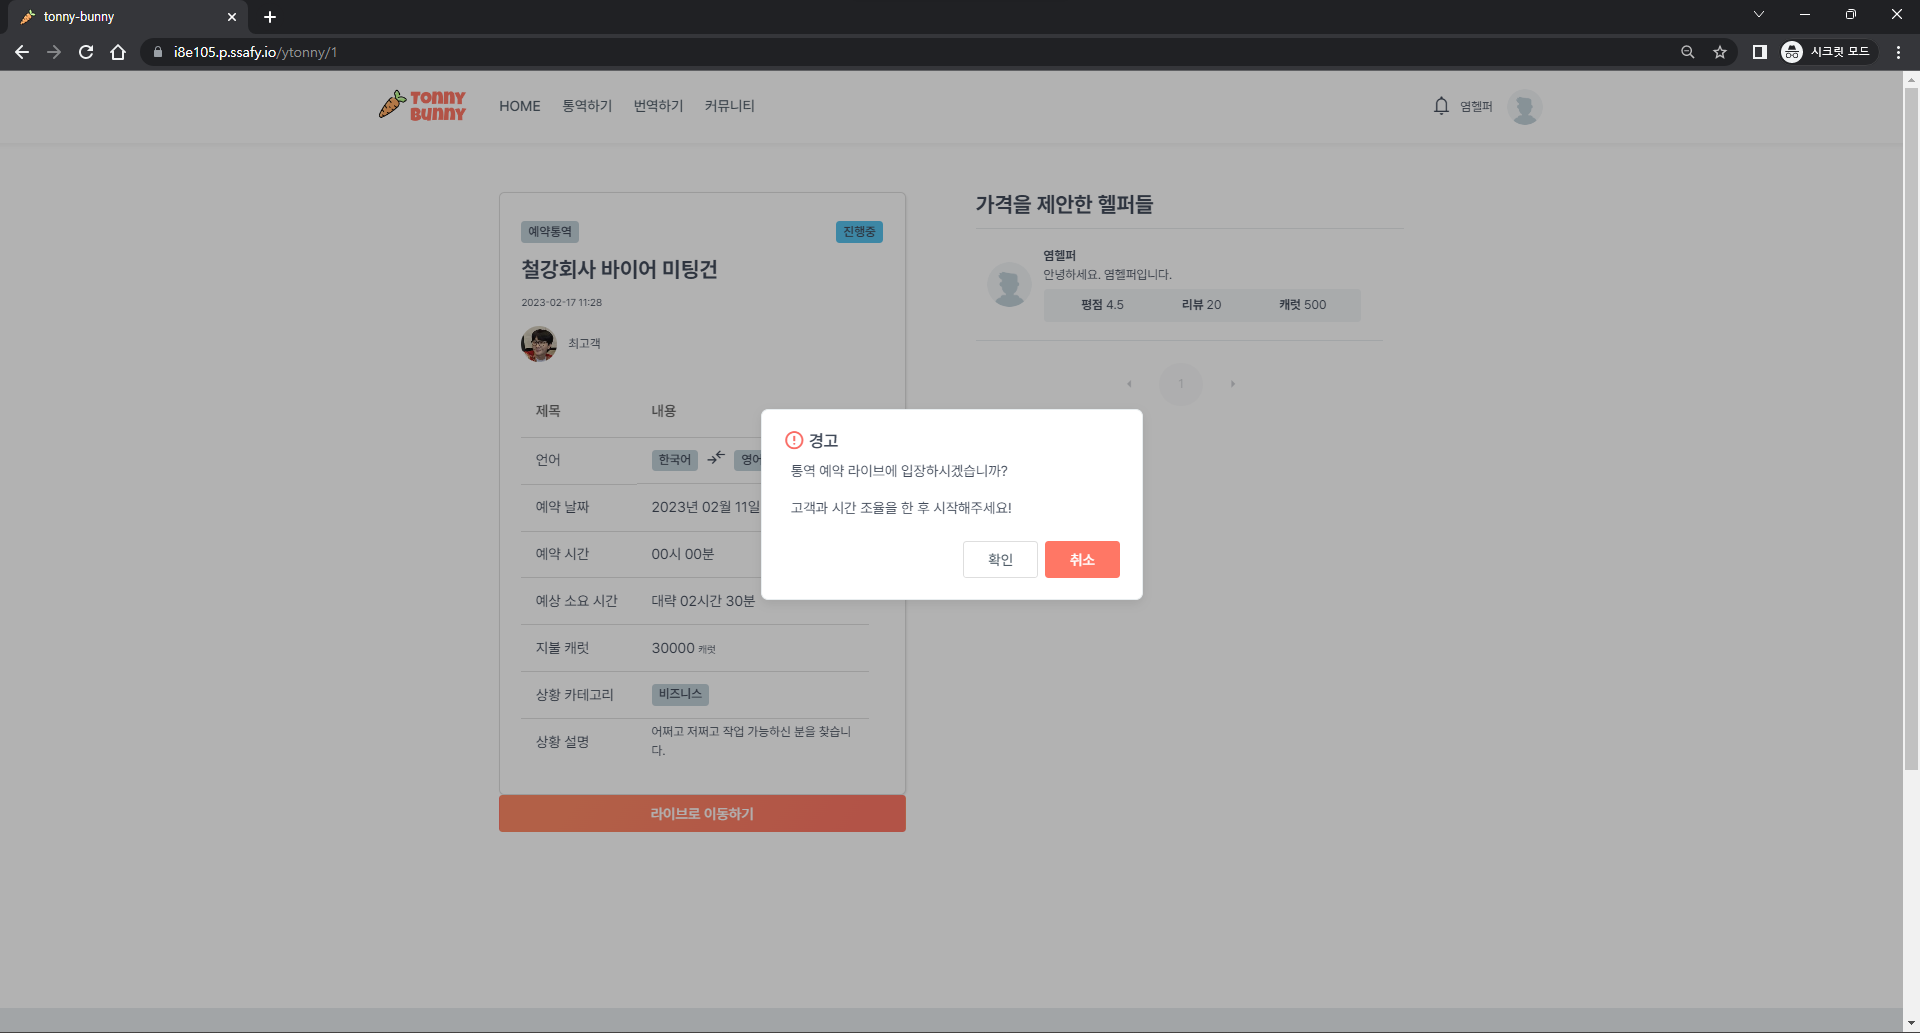 tonny-bunny
i8e105.p.ssafy.io/ytonny/1
시크릿 모드
TONNY
BUNNY
HOME 통역하기 번역하기 커뮤니티
염헬퍼
예약통역 진행중
철강회사 바이어 미팅건
2023-02-17 11:28
최고객
제목 내용
언어 한국어 영어
예약 날짜 2023년 02월 11일
예약 시간 00시 00분
예상 소요 시간 대략 02시간 30분
지불 캐럿 30000 캐럿
상황 카테고리 비즈니스
상황 설명 어쩌고 저쩌고 작업 가능하신 분을 찾습니
다.
라이브로 이동하기
가격을 제안한 헬퍼들
염헬퍼
안녕하세요. 염헬퍼입니다.
평점 4.5 리뷰 20 캐럿 500
1
경고
통역 예약 라이브에 입장하시겠습니까?
고객과 시간 조율을 한 후 시작해주세요!
확인 취소